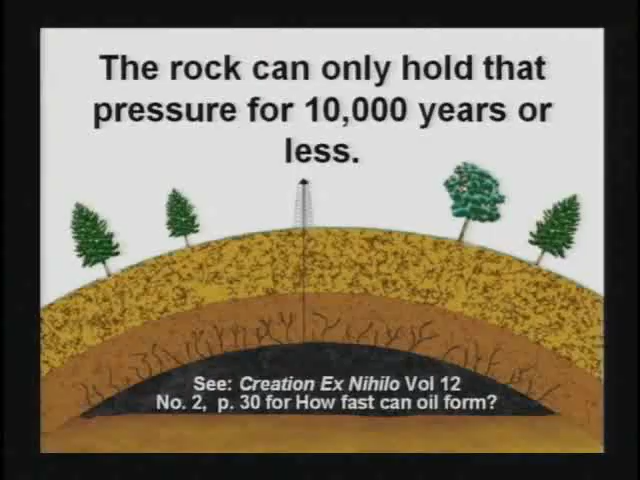 The rock can only hold that
pressure for 10,000 years or
less.
See: Creation Ex Nihilo Vol 12
No. 2, p. 30 for How fast can oil form?